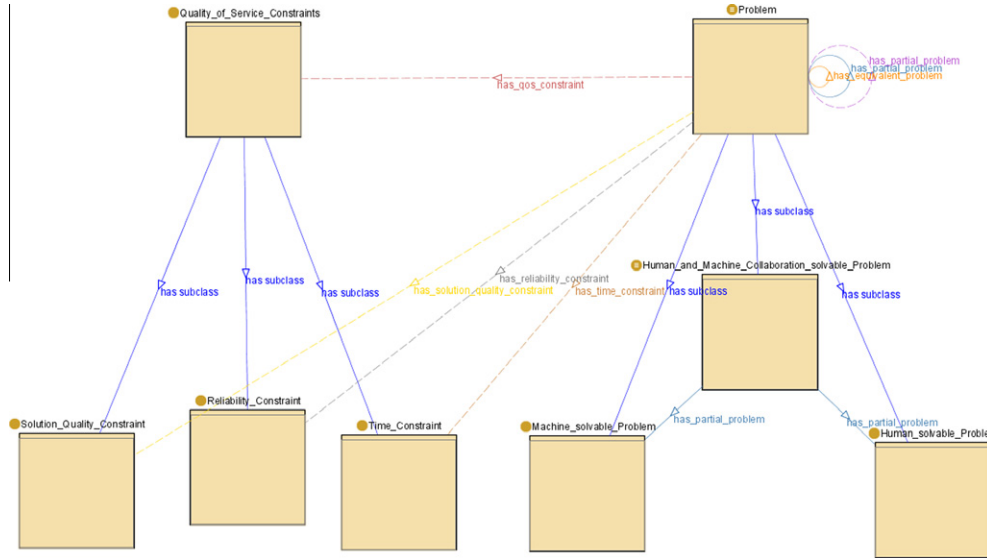 Quality_of_Service_Constraints
Problem
has_partial_problem
has_partial_problem
has_equivalent_problem
has_qos_constraint
has subclass
Human_and_Machine_Collaboration_solvable_Problem
has_reliability_constraint
has_solution_quality_constraint
has_time_constraint
has subclass
has subclass
has subclass
has subclass
has subclass
Reliability_Constraint
Solution_Quality_Constraint
Time_Constraint
Machine_solvable_Problem
has_partial_problem
has_partial_problem
Human_solvable_Proble